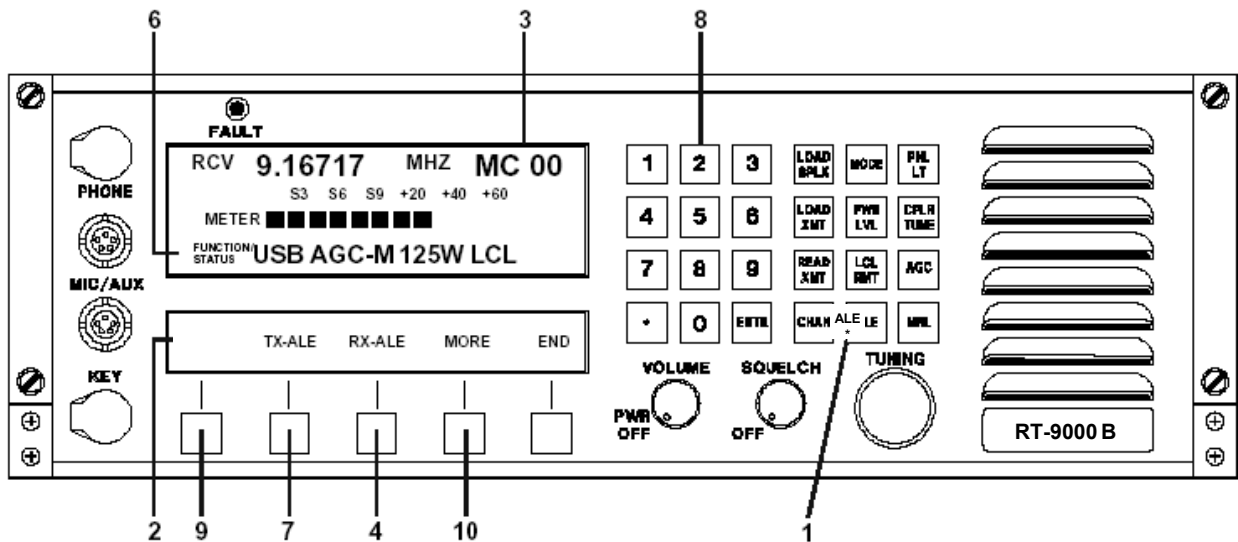 6 3 8
FAULT
RCV 9.16717 MHZ MC 00
S3 S6 S9 +20 +40 +60
METER
FUNCTION/
STATUS USB AGC-M 125W LCL
PHONE
MIC/AUX
KEY
TX-ALE RX-ALE MORE END
1 2 3 LOAD SPLX MODE PNL LT
4 5 6 LOAD XMT PWR LVL CPLR TUNE
7 8 9 READ XMT LCL RMT AGC
• 0 ENTR CHAN ALE * LE
VOLUME SQUELCH TUNING
PWR
OFF OFF
RT-9000 B
2 9 7 4 10 1